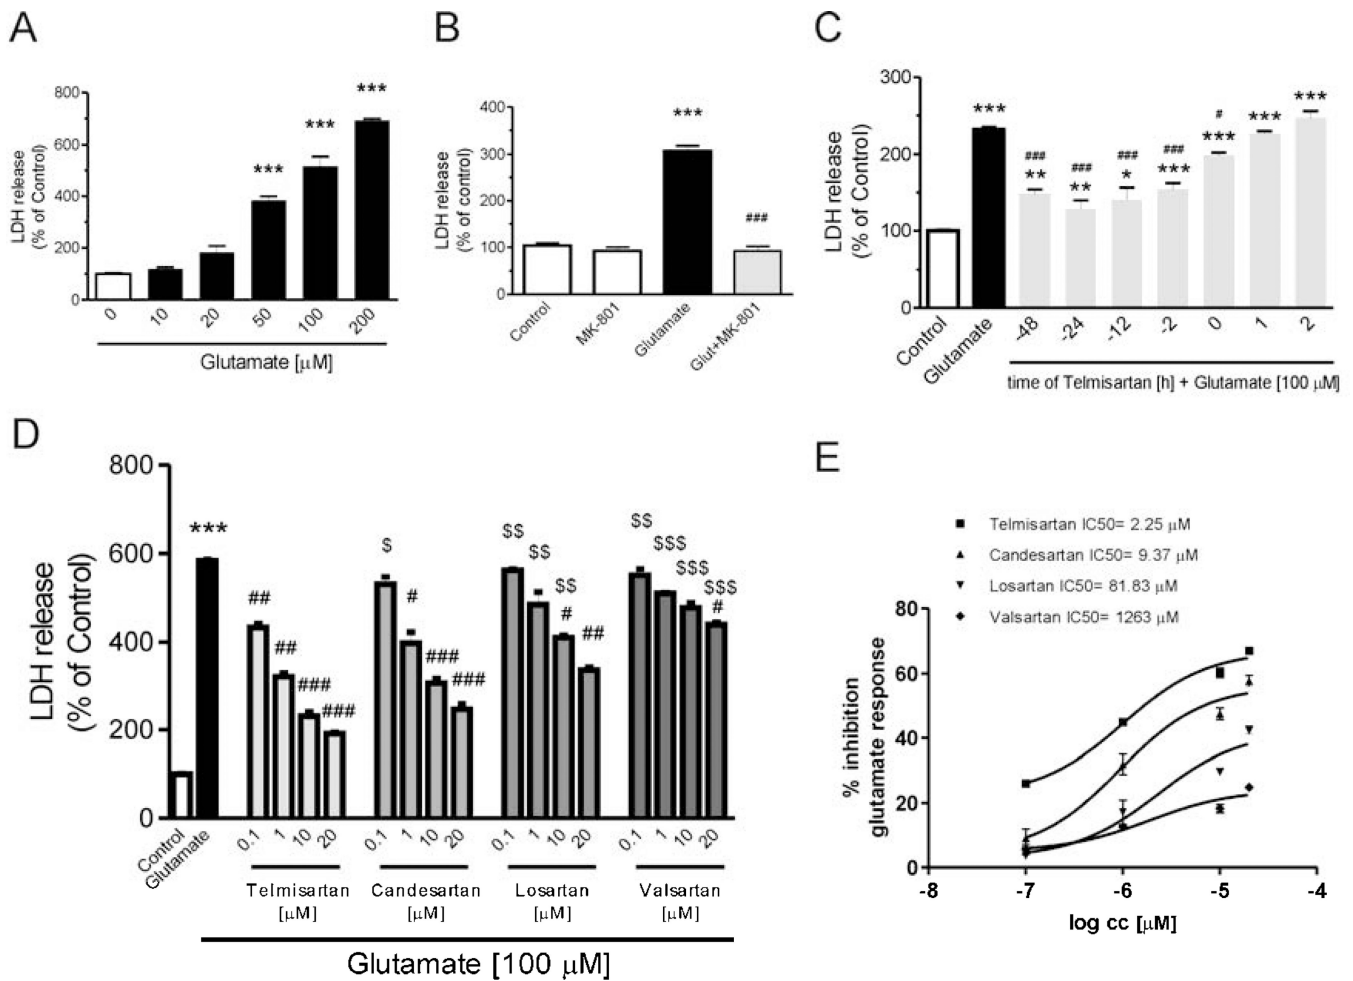 A
B
C
LDH release
(% of Control)
800
600
400
200
0
***
***
***
0
10
20
50
100
200
Glutamate [µM]
LDH release
(% of control)
400
300
200
100
0
***
###
Control
MK-801
Glutamate
Glut+MK-801
LDH release
(% of Control)
300
200
100
0
***
###
**
###
**
###
*
###
***
#
***
***
***
Control
Glutamate
-48
-24
-12
-2
0
1
2
time of Telmisartan [h] + Glutamate [100 µM]
D
LDH release
(% of Control)
800
600
400
200
0
***
##
##
###
###
$
#
###
###
$$
$$
$$
#
##
$$
$$$
$$$
$$$
#
Control
Glutamate
0.1
1
10
20
0.1
1
10
20
0.1
1
10
20
0.1
1
10
20
Telmisartan
[µM]
Candesartan
[µM]
Losartan
[µM]
Valsartan
[µM]
Glutamate [100 µM]
E
Telmisartan IC50= 2.25 µM
Candesartan IC50= 9.37 µM
Losartan IC50= 81.83 µM
Valsartan IC50= 1263 µM
% inhibition
glutamate response
80
60
40
20
0
-8
-7
-6
-5
-4
log cc [µM]